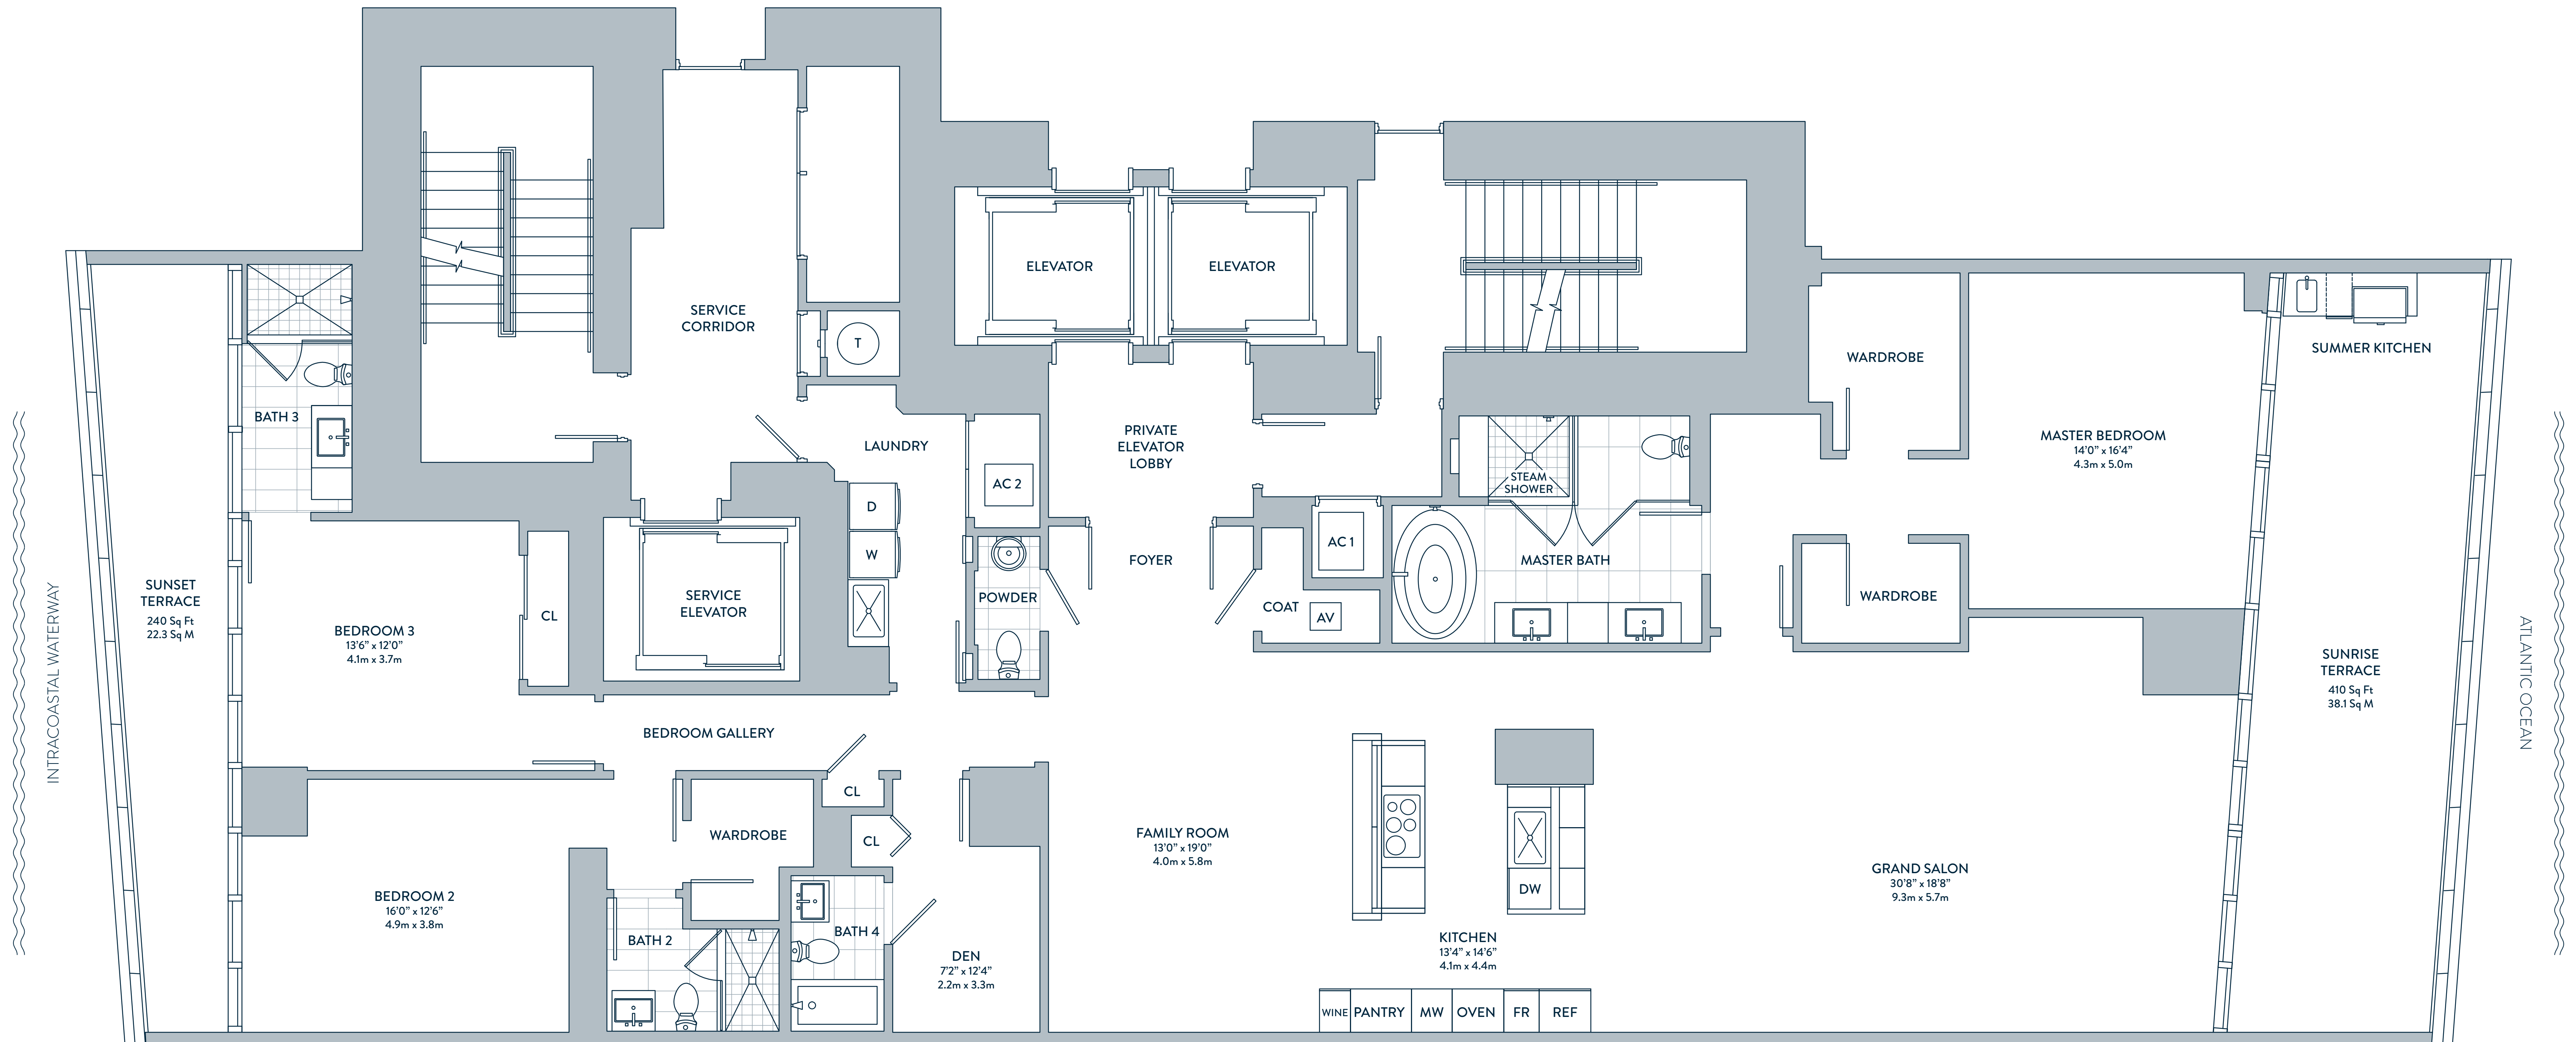 ELEVATOR
ELEVATOR
SERVICE
CORRIDOR
T
WARDROBE
SUMMER KITCHEN
BATH 3
LAUNDRY
PRIVATE
ELEVATOR
LOBBY
MASTER BEDROOM
14'0" x 16'4"
4.3m x 5.0m
AC 2
STEAM
SHOWER
D
W
AC 1
FOYER
MASTER BATH
SUNSET
TERRACE
240 Sq Ft
22.3 Sq M
INTRACOASTAL WATERWAY
BEDROOM 3
13'6" x 12'0"
4.1m x 3.7m
CL
SERVICE
ELEVATOR
POWDER
COAT
AV
WARDROBE
SUNRISE
TERRACE
410 Sq Ft
38.1 Sq M
ATLANTIC OCEAN
BEDROOM GALLERY
CL
CL
WARDROBE
FAMILY ROOM
13'0" x 19'0"
4.0m x 5.8m
BEDROOM 2
16'0" x 12'6"
4.9m x 3.8m
DW
GRAND SALON
30'8" x 18'8"
9.3m x 5.7m
BATH 2
BATH 4
DEN
7'2" x 12'4"
2.2m x 3.3m
KITCHEN
13'4" x 14'6"
4.1m x 4.4m
WINE
PANTRY
MW
OVEN
FR
REF